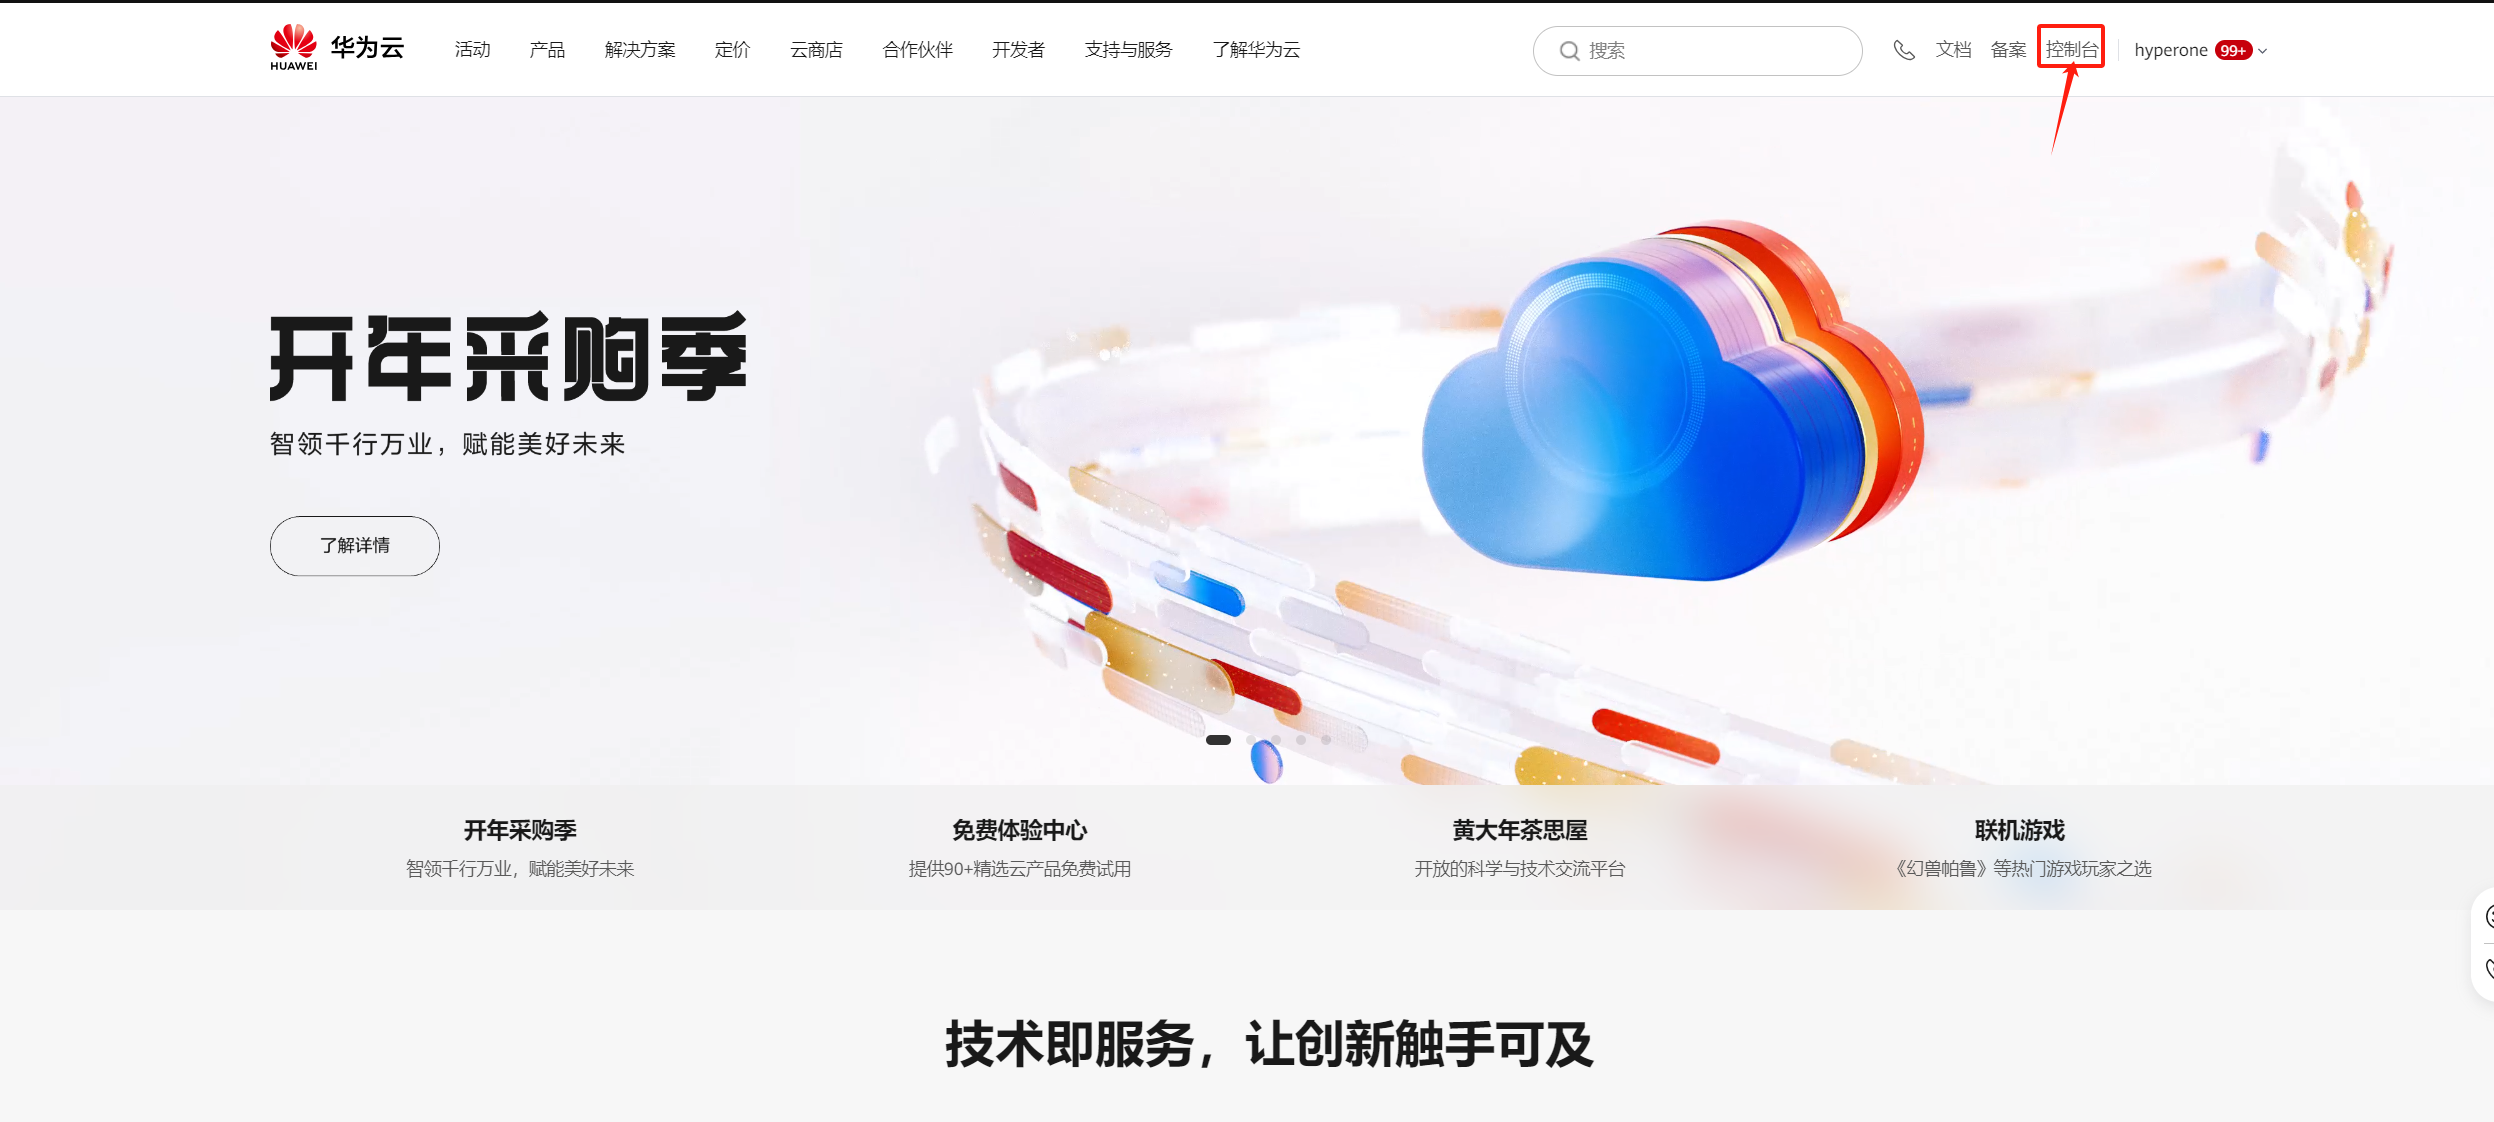 HUAWEI
华为云
活动 产品 解决方案 定价 云商店 合作伙伴 开发者 支持与服务 了解华为云
搜索
文档 备案 控制台
hyperone 99+
开年采购季
智领千行万业，赋能美好未来
了解详情
开年采购季
智领千行万业，赋能美好未来
免费体验中心
提供90+精选云产品免费试用
黄大年茶思屋
开放的科学与技术交流平台
联机游戏
《幻兽帕鲁》等热门游戏玩家之选
技术即服务，让创新触手可及